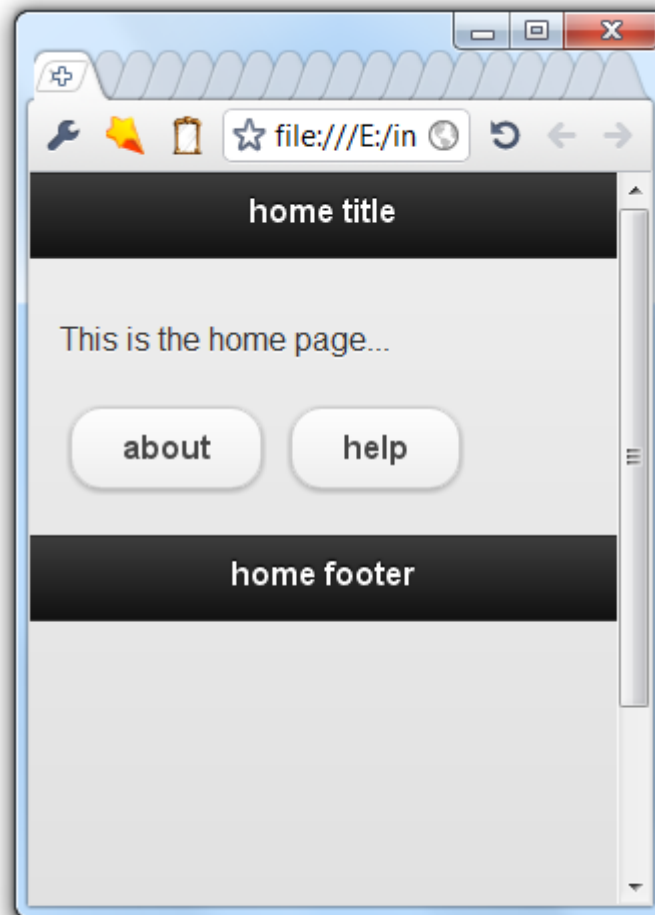 file:///E:/in
home title
This is the home page...
about help
home footer